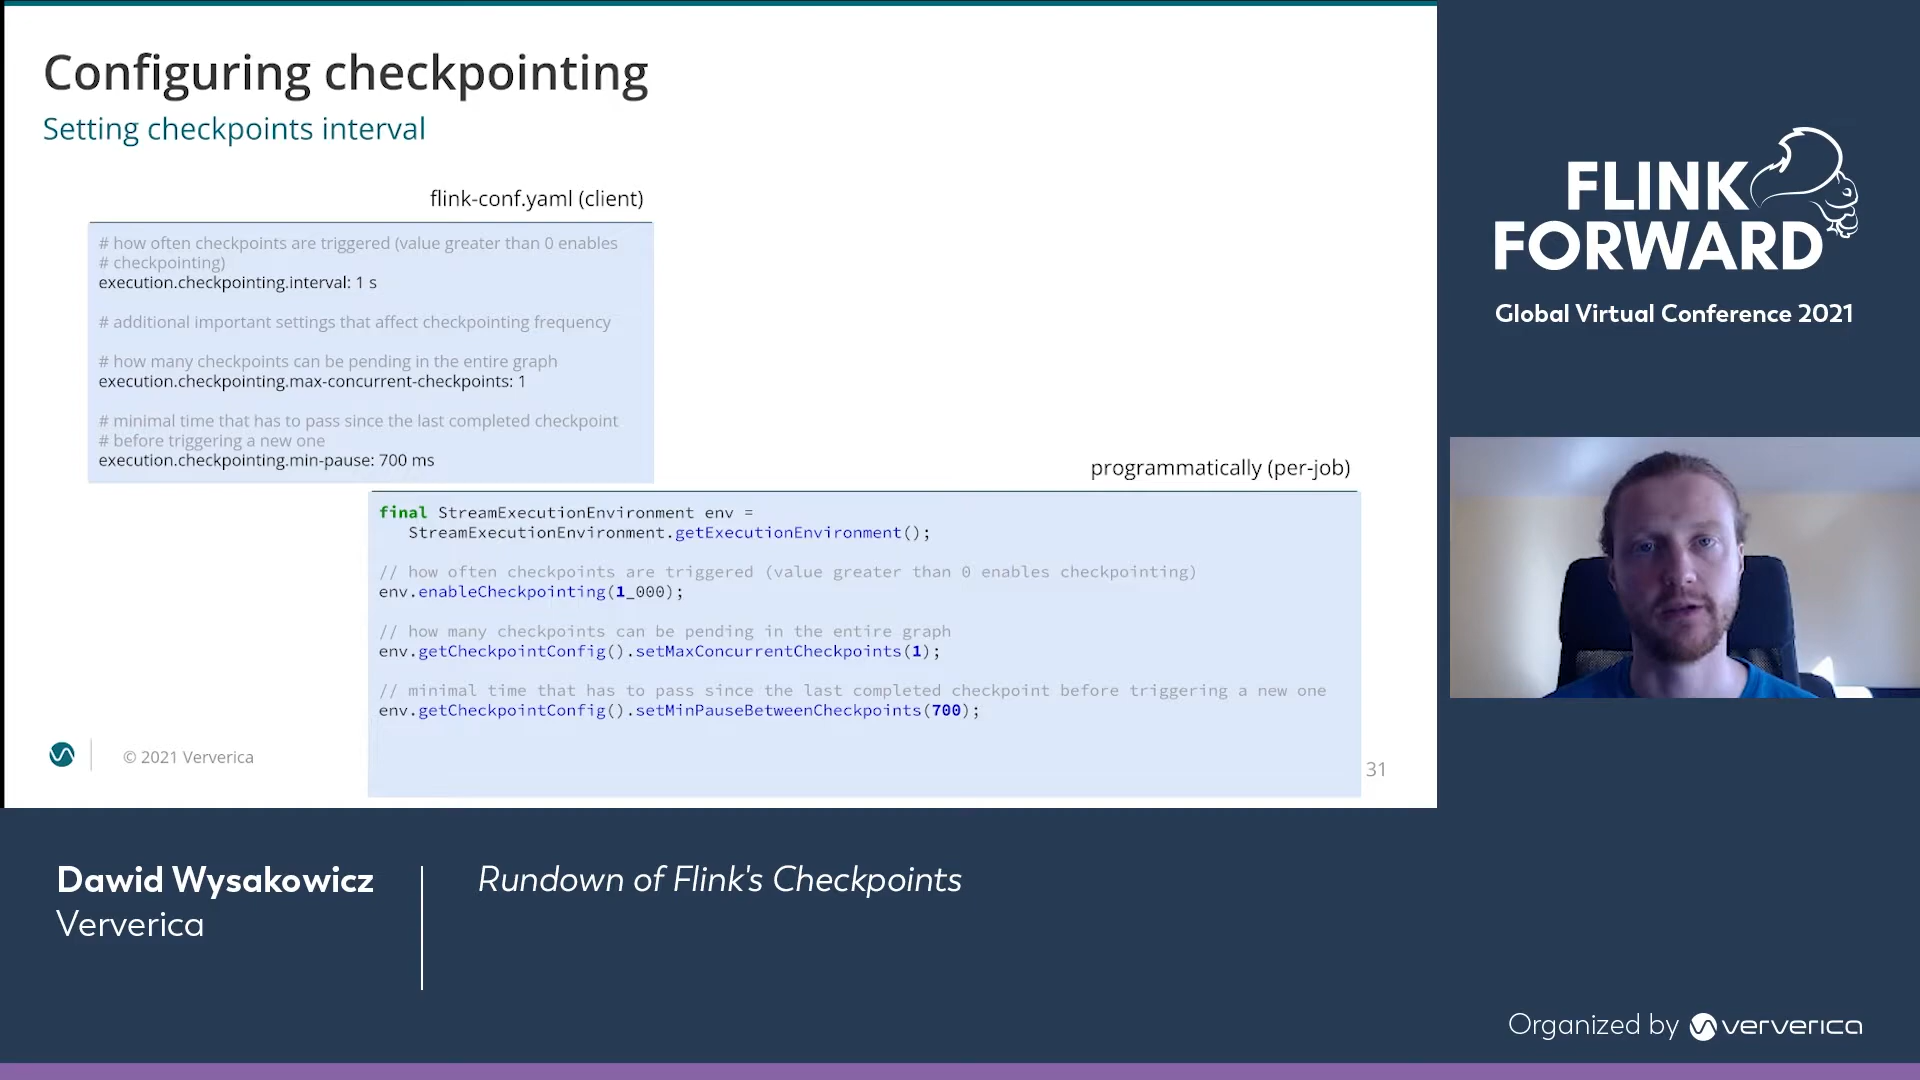 Configuring checkpointing
Setting checkpoints interval
flink-conf.yaml (client)
# how often checkpoints are triggered (value greater than 0 enables
# checkpointing)
execution.checkpointing.interval: 1 s
# additional important settings that affect checkpointing frequency
# how many checkpoints can be pending in the entire graph
execution.checkpointing.max-concurrent-checkpoints: 1
# minimal time that has to pass since the last completed checkpoint
# before triggering a new one
execution.checkpointing.min-pause: 700 ms
programmatically (per-job)
final StreamExecutionEnvironment env =
StreamExecutionEnvironment.getExecutionEnvironment();
// how often checkpoints are triggered (value greater than 0 enables checkpointing)
env.enableCheckpointing(1_000);
// how many checkpoints can be pending in the entire graph
env.getCheckpointConfig().setMaxConcurrentCheckpoints(1);
// minimal time that has to pass since the last completed checkpoint before triggering a new one
env.getCheckpointConfig().setMinPauseBetweenCheckpoints(700);
© 2021 Ververica
31
FLINK
FORWARD
Global Virtual Conference 2021
Dawid Wysakowicz
Ververica
Rundown of Flink's Checkpoints
Organized by ververica